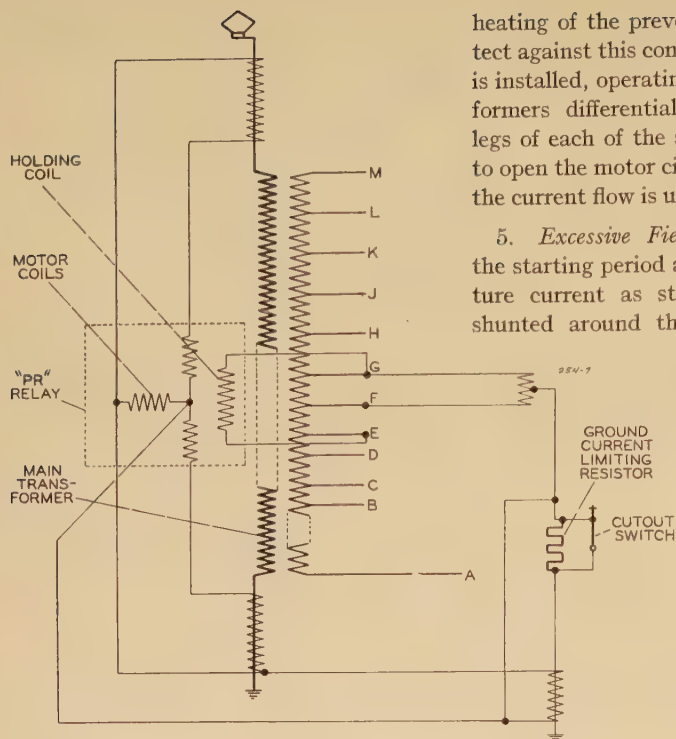 heating of the preve
tect against this con
is installed, operatin
formers differential
legs of each of the s
to open the motor ci
the current flow is u
5. Excessive Fie
the starting period a
ture current as st
shunted around th
HOLDING
COIL
MOTOR
COILS
"PR"
RELAY
MAIN
TRANS-
FORMER
M
L
K
J
H
G
F
E
D
C
B
A
254-9
GROUND
CURRENT
LIMITING
RESISTOR
CUTOUT
SWITCH